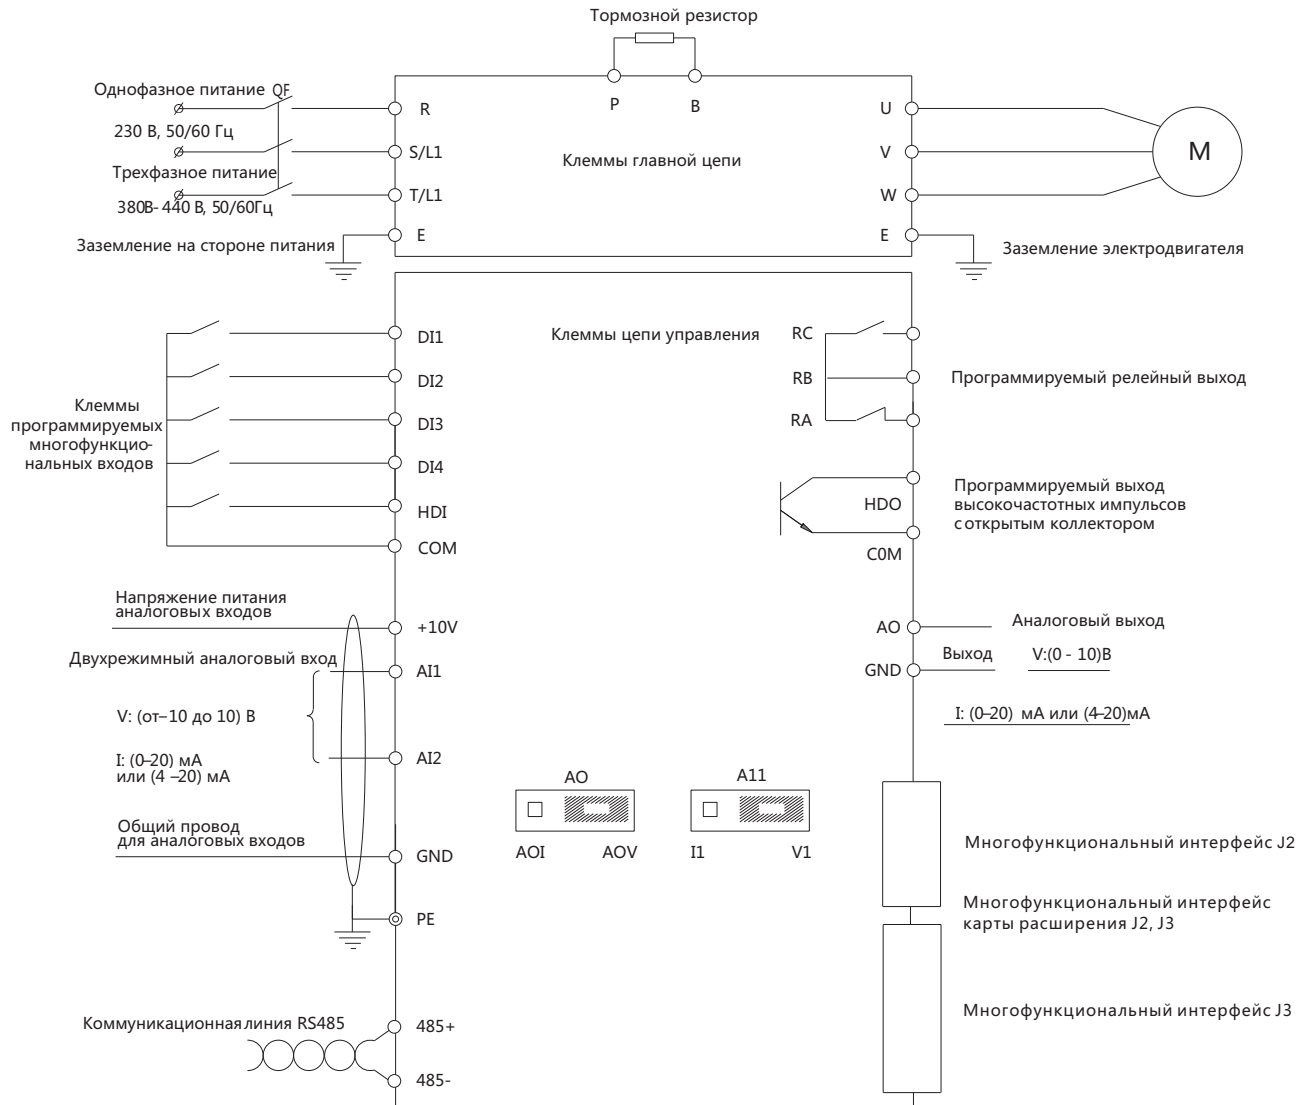 Тормозной резистор
Однофазное питание QF
230 В, 50/60 Гц
Трехфазное питание
380В- 440 В, 50/60Гц
Заземление на стороне питания
R
S/L1
T/L1
E
P
B
Клеммы главной цепи
U
V
W
E
M
Заземление электродвигателя
Клеммы
программируемых
многофункцио-
нальных входов
DI1
DI2
DI3
DI4
HDI
COM
Клеммы цепи управления
RC
RB
RA
Программируемый релейный выход
HDO
C0M
Программируемый выход
высокочастотных импульсов
с открытым коллектором
Напряжение питания
аналоговых входов
+10V
Двухрежимный аналоговый вход
AI1
V: (от–10 до 10) В
I: (0–20) мА
или (4 –20) мА
AI2
Общий провод
для аналоговых входов
GND
PE
AO
Аналоговый выход
GND
Выход
V:(0 - 10)В
I: (0–20) мА или (4-20)мА
AO
AOI
AOV
A11
I1
V1
Многофункциональный интерфейс J2
Многофункциональный интерфейс
карты расширения J2, J3
Многофункциональный интерфейс J3
Коммуникационная линия RS485
485+
485-